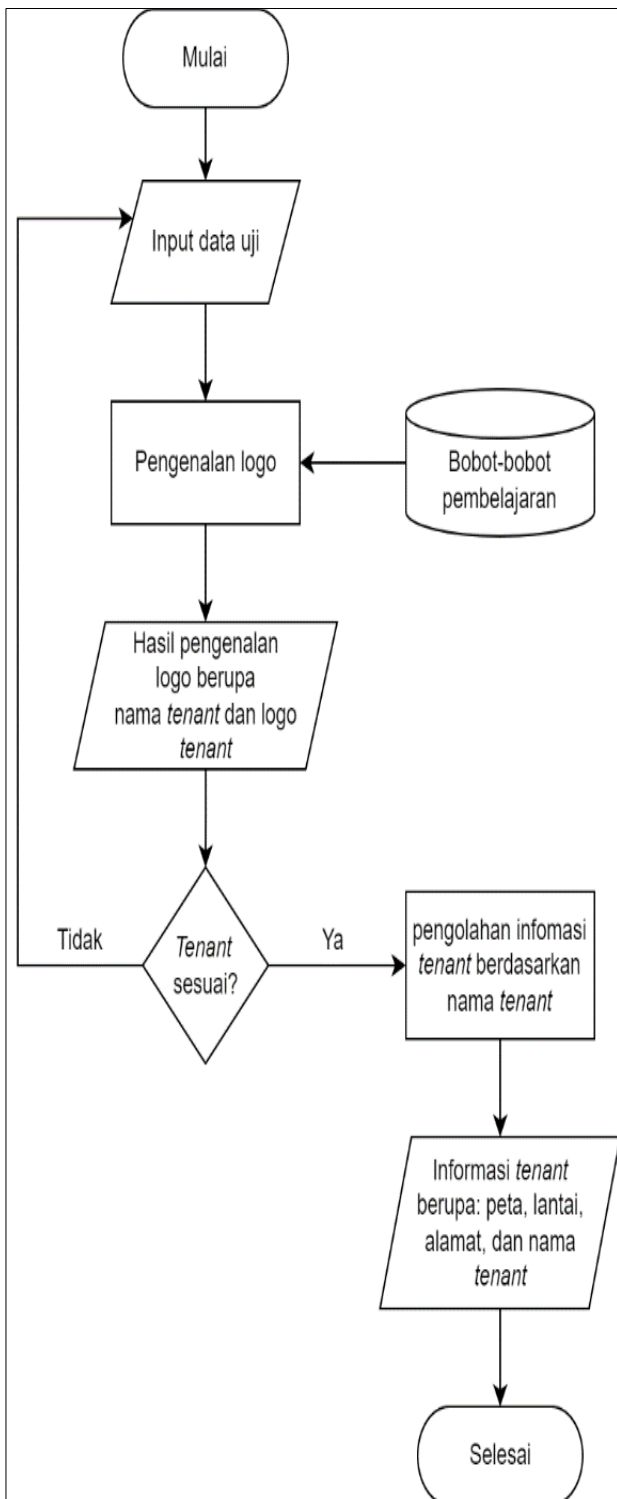 Mulai
Input data uji
Pengenalan logo
Bobot-bobot
pembelajaran
Hasil pengenalan
logo berupa
nama tenant dan logo
tenant
Tidak
Tenant
sesuai?
Ya
pengolahan infomasi
tenant berdasarkan
nama tenant
Informasi tenant
berupa: peta, lantai,
alamat, dan nama
tenant
Selesai